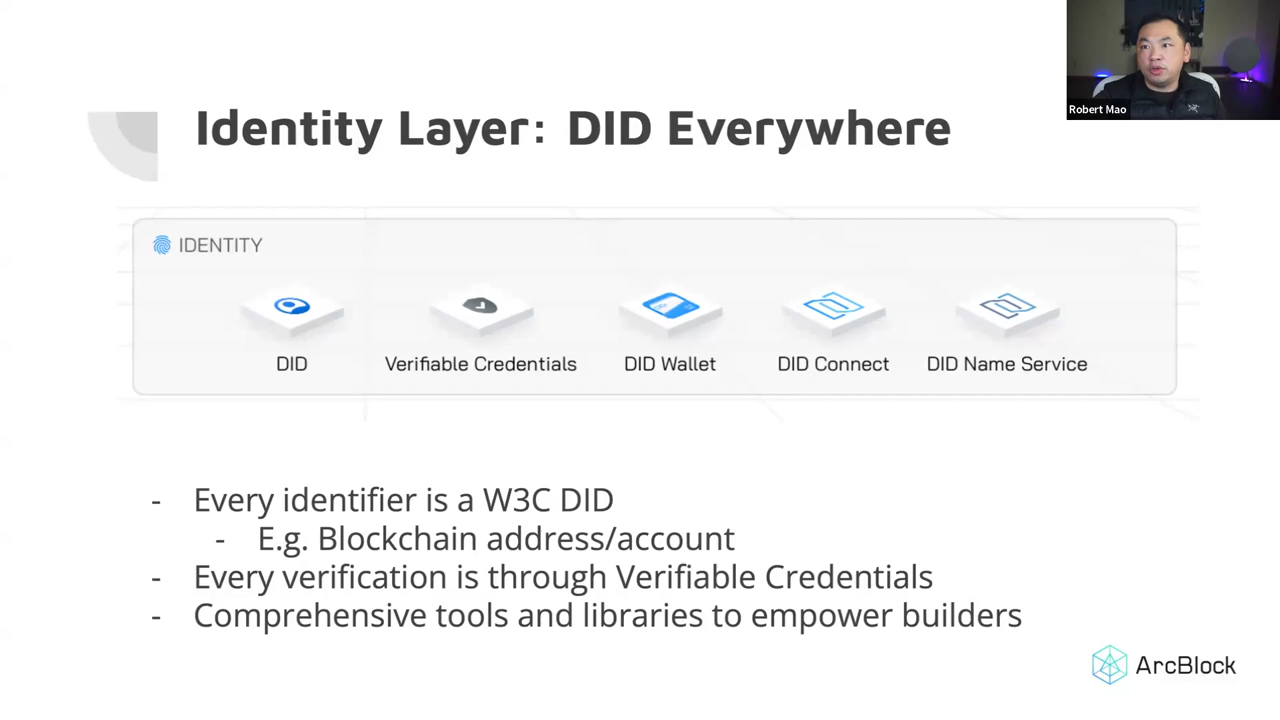 Robert Mao
Identity Layer: DID Everywhere
IDENTITY
DID
Verifiable Credentials
DID Wallet
DID Connect
DID Name Service
- Every identifier is a W3C DID
- E.g. Blockchain address/account
- Every verification is through Verifiable Credentials
- Comprehensive tools and libraries to empower builders
ArcBlock